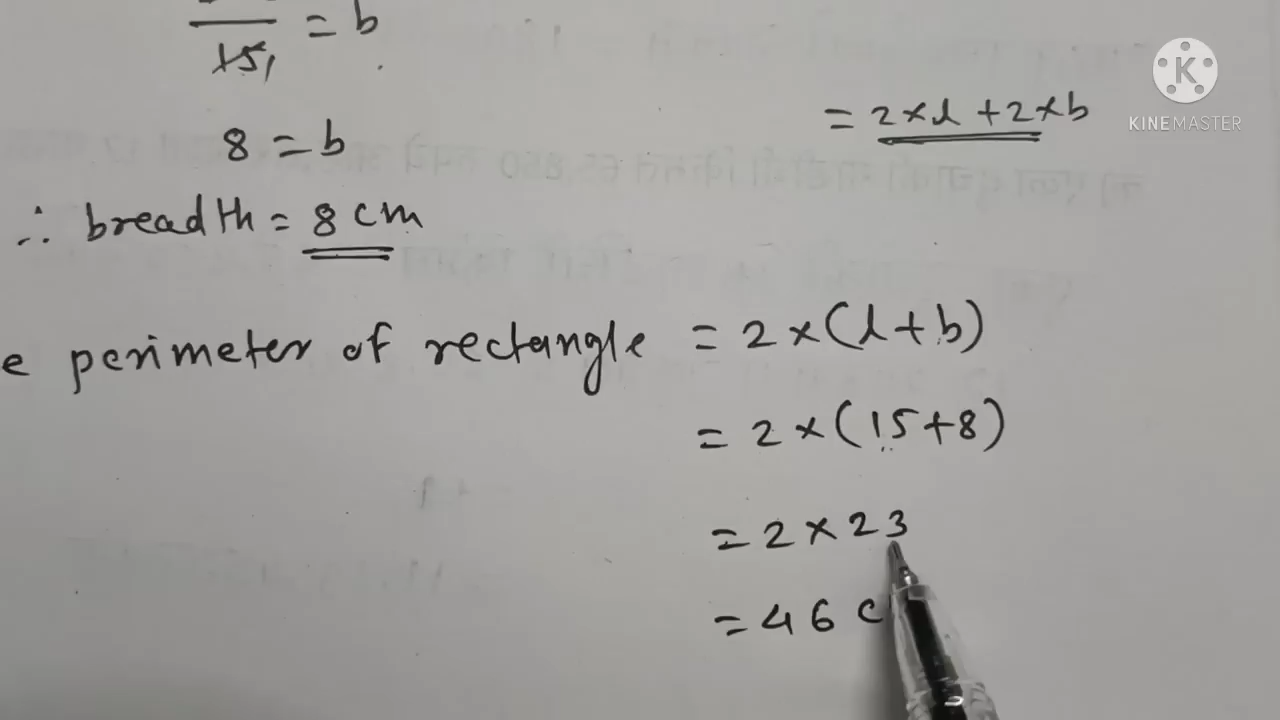 = b
15
8 = b
= 2×l + 2×b
∴ breadth = 8 cm
e perimeter of rectangle = 2×(l+b)
= 2×(15+8)
= 2×23
= 46 c
KINEMASTER